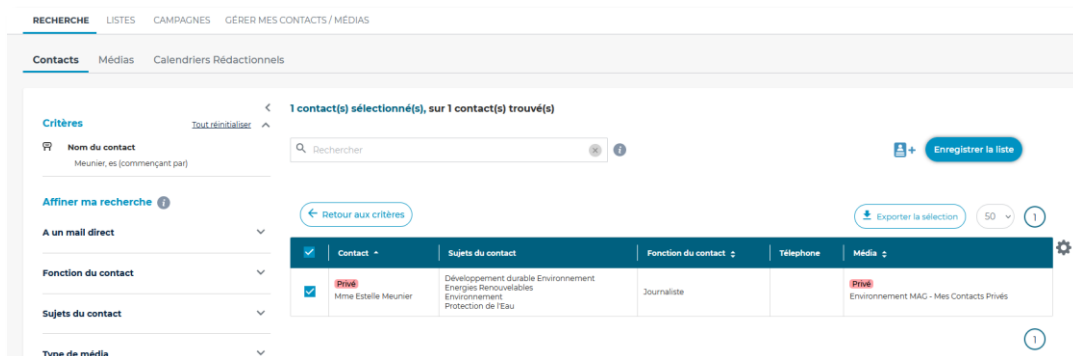 RECHERCHE LISTES CAMPAGNES GÉRER MES CONTACTS / MÉDIAS
Contacts Médias Calendriers Rédactionnels
Critères Tout réinitialiser
Nom du contact
Meunier, es (commençant par)
Affiner ma recherche i
A un mail direct
Fonction du contact
Sujets du contact
Type de média
1 contact(s) sélectionné(s), sur 1 contact(s) trouvé(s)
Rechercher i
Enregistrer la liste
Retour aux critères
Exporter la sélection 50 1
Contact Sujets du contact Fonction du contact Télephone Média
Privé
Mme Estelle Meunier
Développement durable Environnement
Energies Renouvelables
Environnement
Protection de l'Eau
Journaliste
Privé
Environnement MAG - Mes Contacts Privés
1